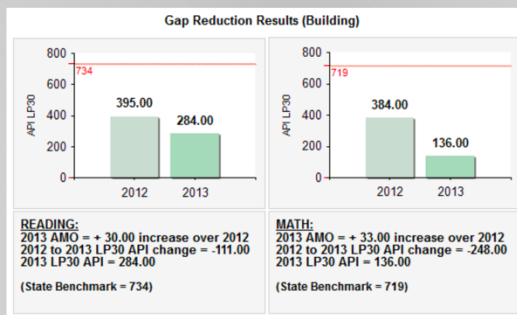 Gap Reduction Results (Building)
API LP30
800
600
400
200
0
734
395.00
284.00
2012 2013
API LP30
800
600
400
200
0
719
384.00
136.00
2012 2013
READING:
2013 AMO = + 30.00 increase over 2012
2012 to 2013 LP30 API change = -111.00
2013 LP30 API = 284.00
(State Benchmark = 734)
MATH:
2013 AMO = + 33.00 increase over 2012
2012 to 2013 LP30 API change = -248.00
2013 LP30 API = 136.00
(State Benchmark = 719)